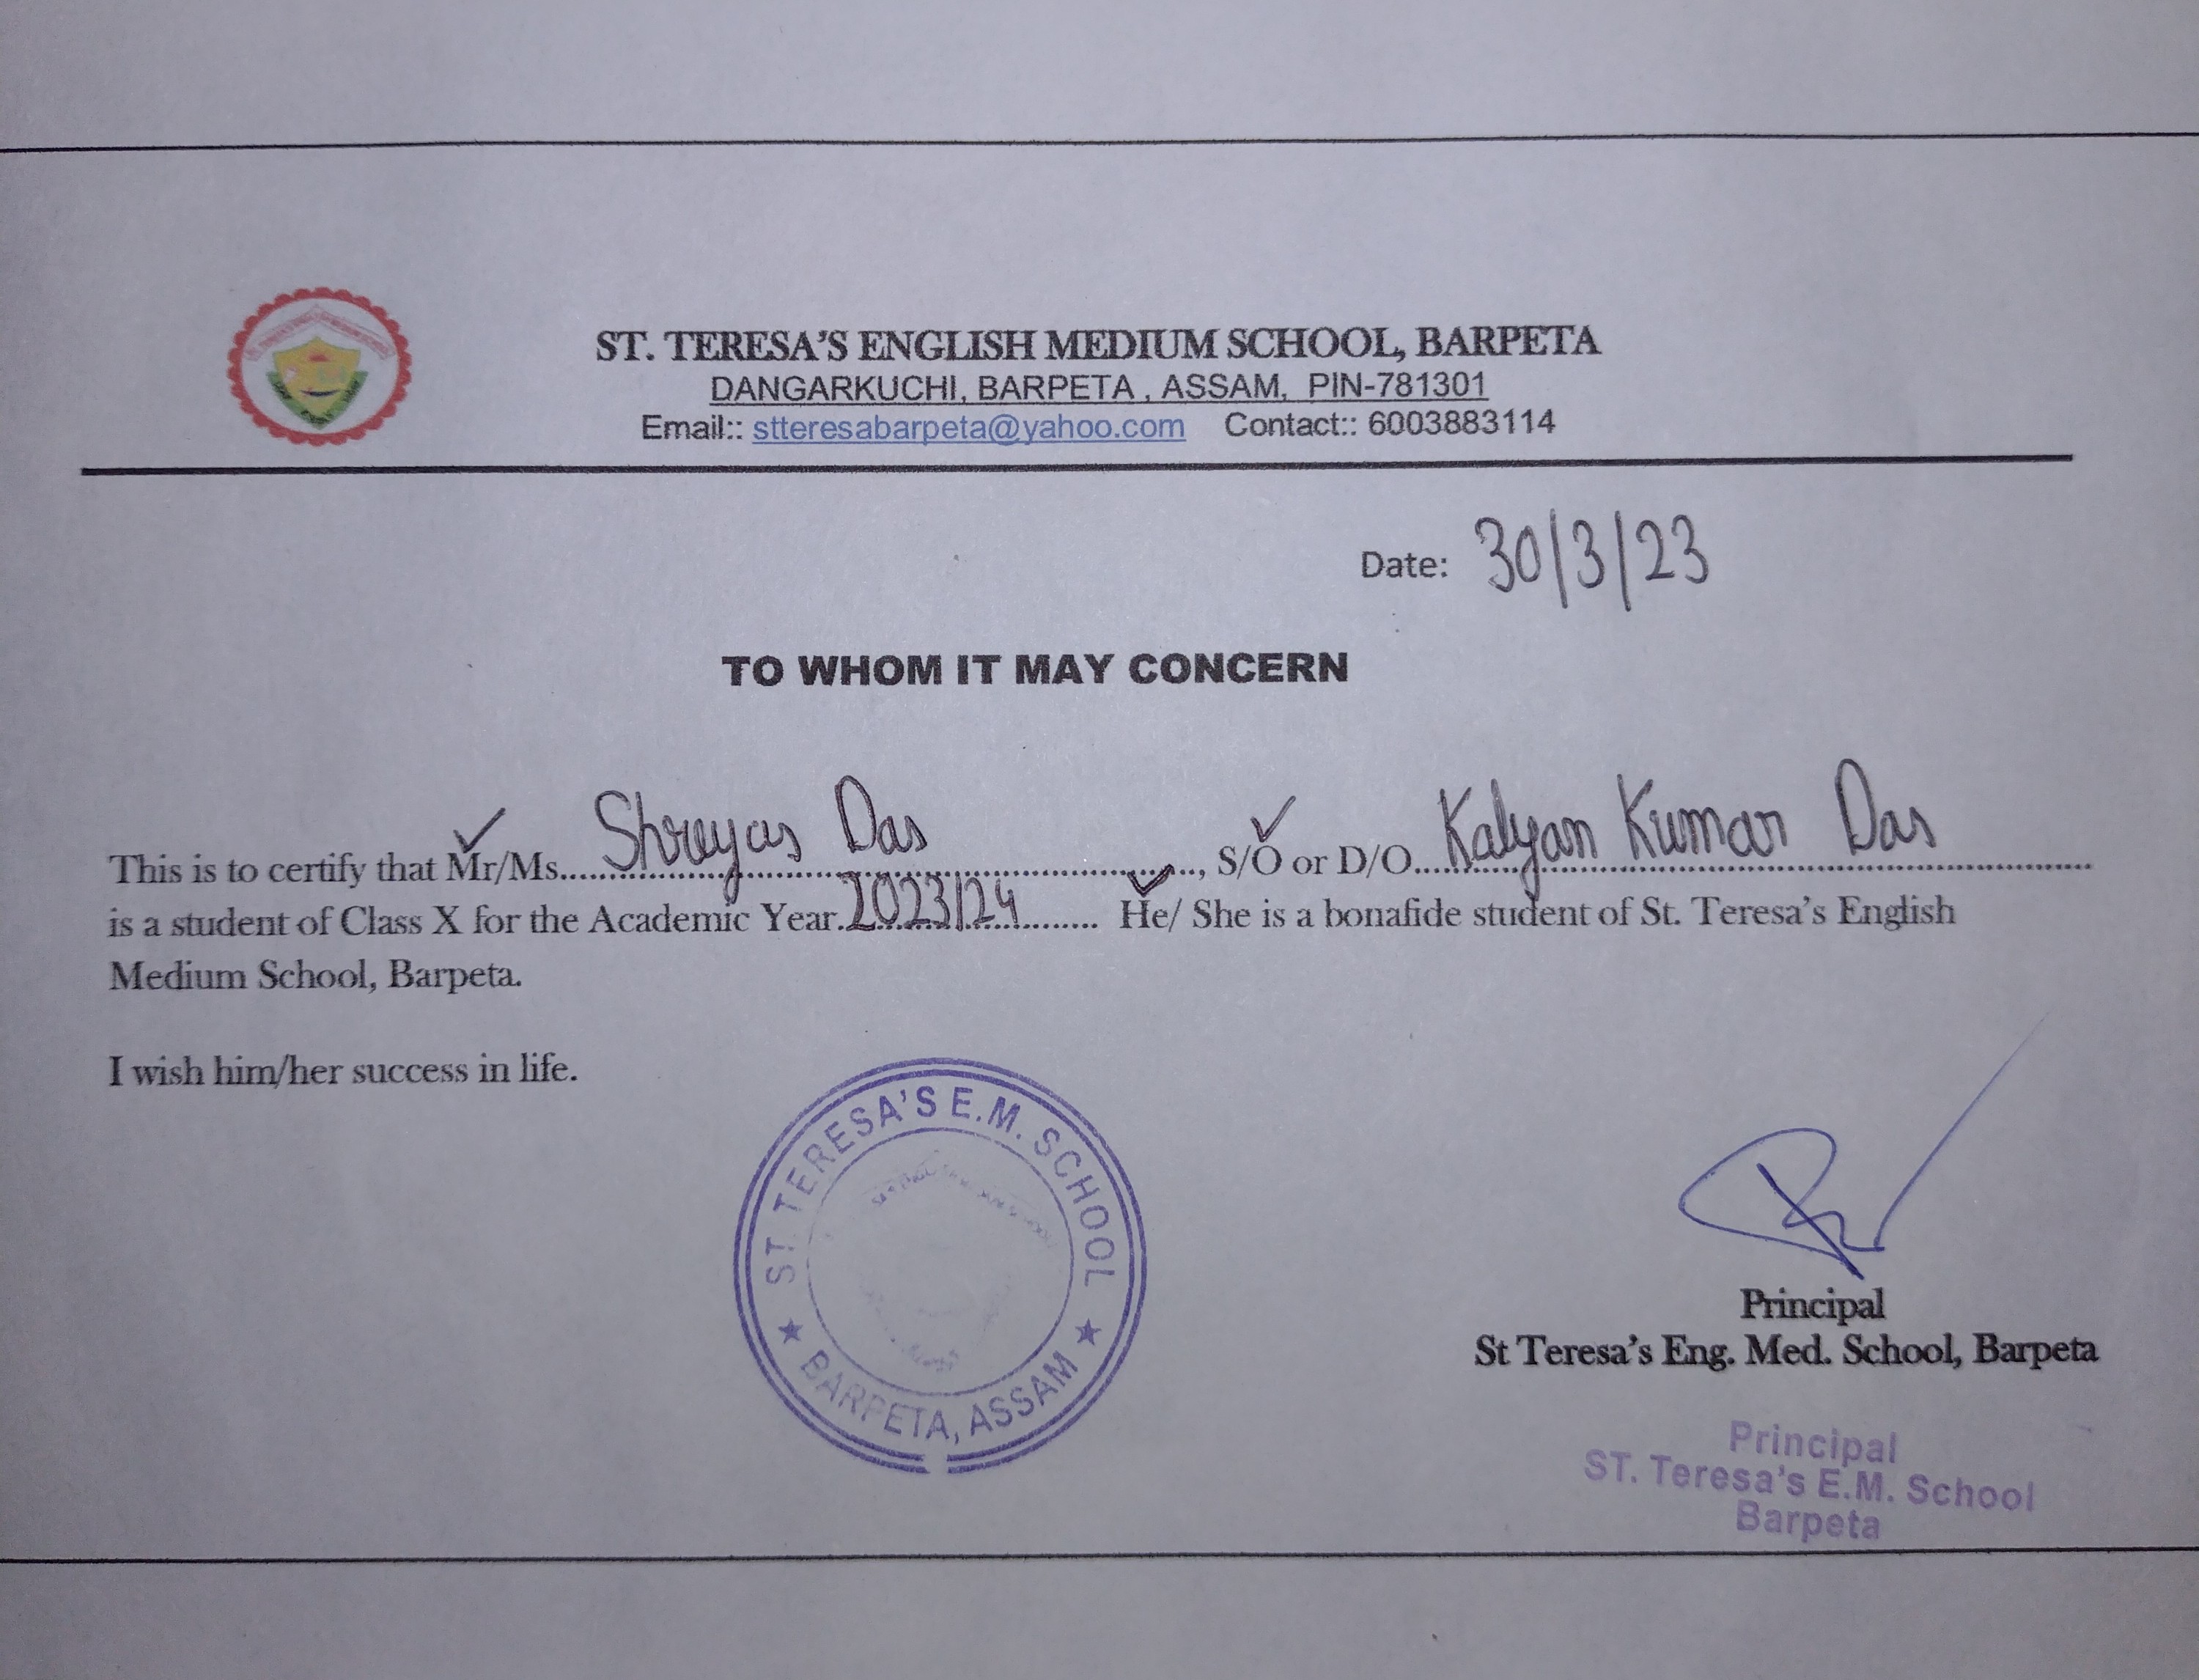 ST. TERESA'S ENGLISH MEDIUM SCHOOL, BARPETA
DANGARKUCHI, BARPETA , ASSAM, PIN-781301
Email:: stteresabarpeta@yahoo.com Contact:: 6003883114
Date: 30/3/23
TO WHOM IT MAY CONCERN
This is to certify that Mr/Ms. Shreyas Das, S/O or D/O. Kalyan Kumar Das
is a student of Class X for the Academic Year. 2023/24 He/ She is a bonafide student of St. Teresa's English
Medium School, Barpeta.
I wish him/her success in life.
ST. TERESA'S E.M. SCHOOL
★ BARPETA, ASSAM ★
Principal
St Teresa's Eng. Med. School, Barpeta
Principal
ST. Teresa's E.M. School
Barpeta